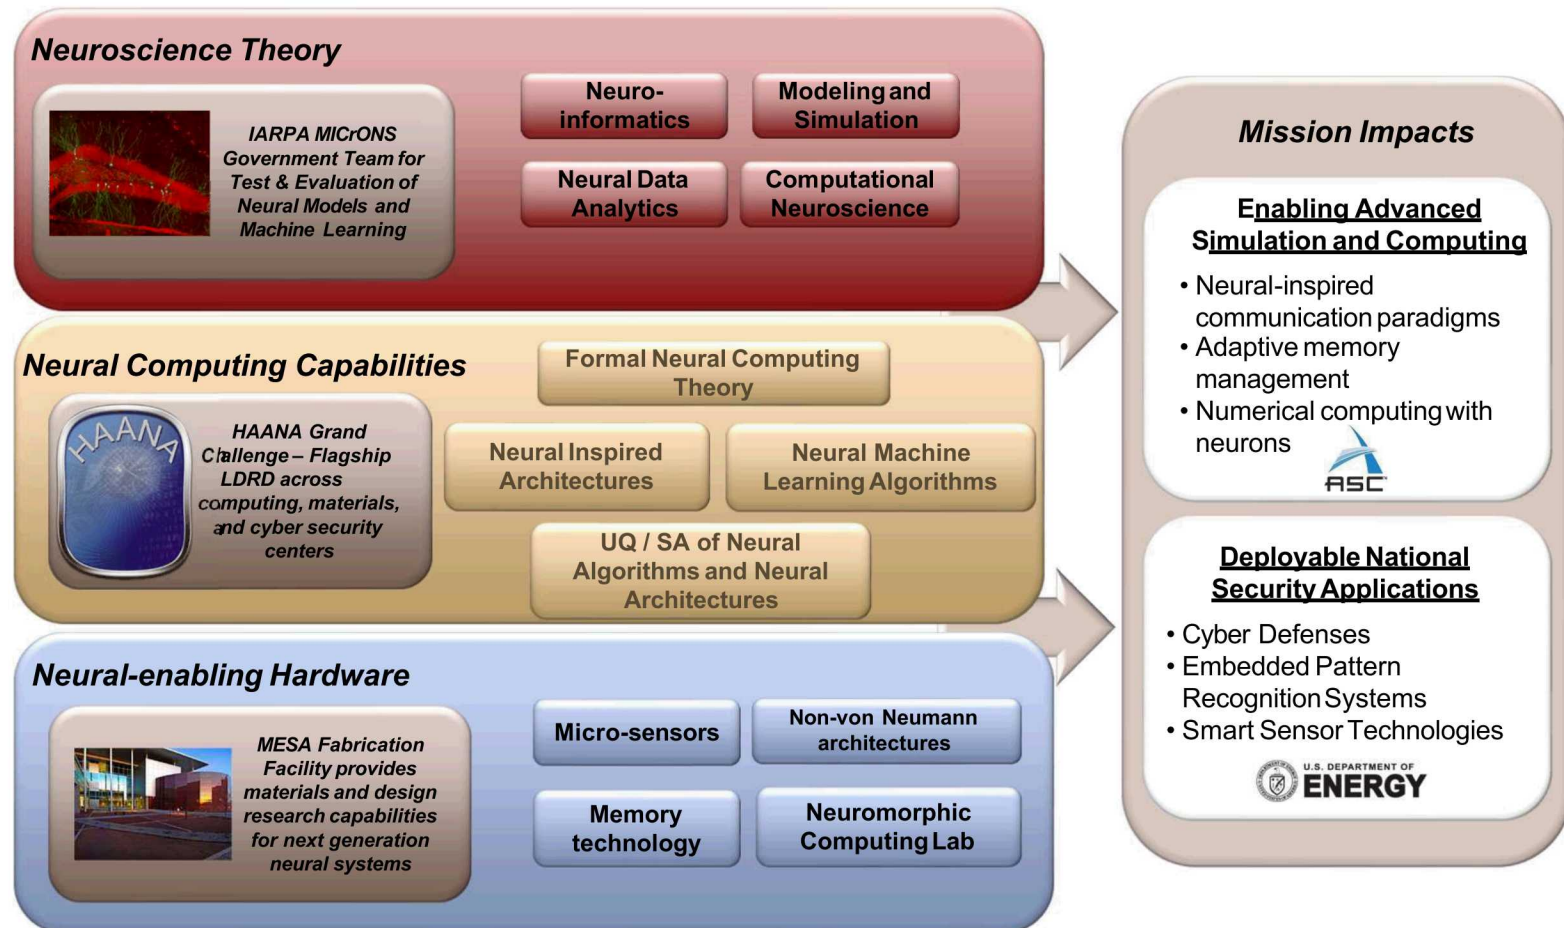 Neuroscience Theory
IARPA MICrONS
Government Team for
Test & Evaluation of
Neural Models and
Machine Learning
Neuro-
informatics
Modeling and
Simulation
Neural Data
Analytics
Computational
Neuroscience
Neural Computing Capabilities
HAANA
HAANA Grand
Challenge – Flagship
LDRD across
computing, materials,
and cyber security
centers
Formal Neural Computing
Theory
Neural Inspired
Architectures
Neural Machine
Learning Algorithms
UQ / SA of Neural
Algorithms and Neural
Architectures
Neural-enabling Hardware
MESA Fabrication
Facility provides
materials and design
research capabilities
for next generation
neural systems
Micro-sensors
Non-von Neumann
architectures
Memory
technology
Neuromorphic
Computing Lab
Mission Impacts
Enabling Advanced
Simulation and Computing
• Neural-inspired
communication paradigms
• Adaptive memory
management
• Numerical computing with
neurons
ASC
Deployable National
Security Applications
• Cyber Defenses
• Embedded Pattern
Recognition Systems
• Smart Sensor Technologies
U.S. DEPARTMENT OF
ENERGY